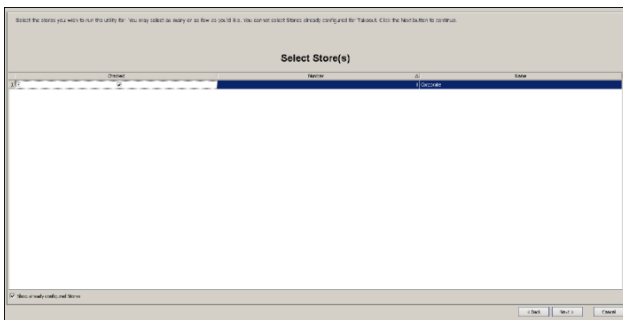 Select the stores you wish to run the utility for. You may select as many or as few as you'd like. You cannot select Stores already configured for Takeout. Click the Next button to continue.
Select Store(s)
Checked Number Name
1 Corporate
Show already configured Stores
< Back Next > Cancel